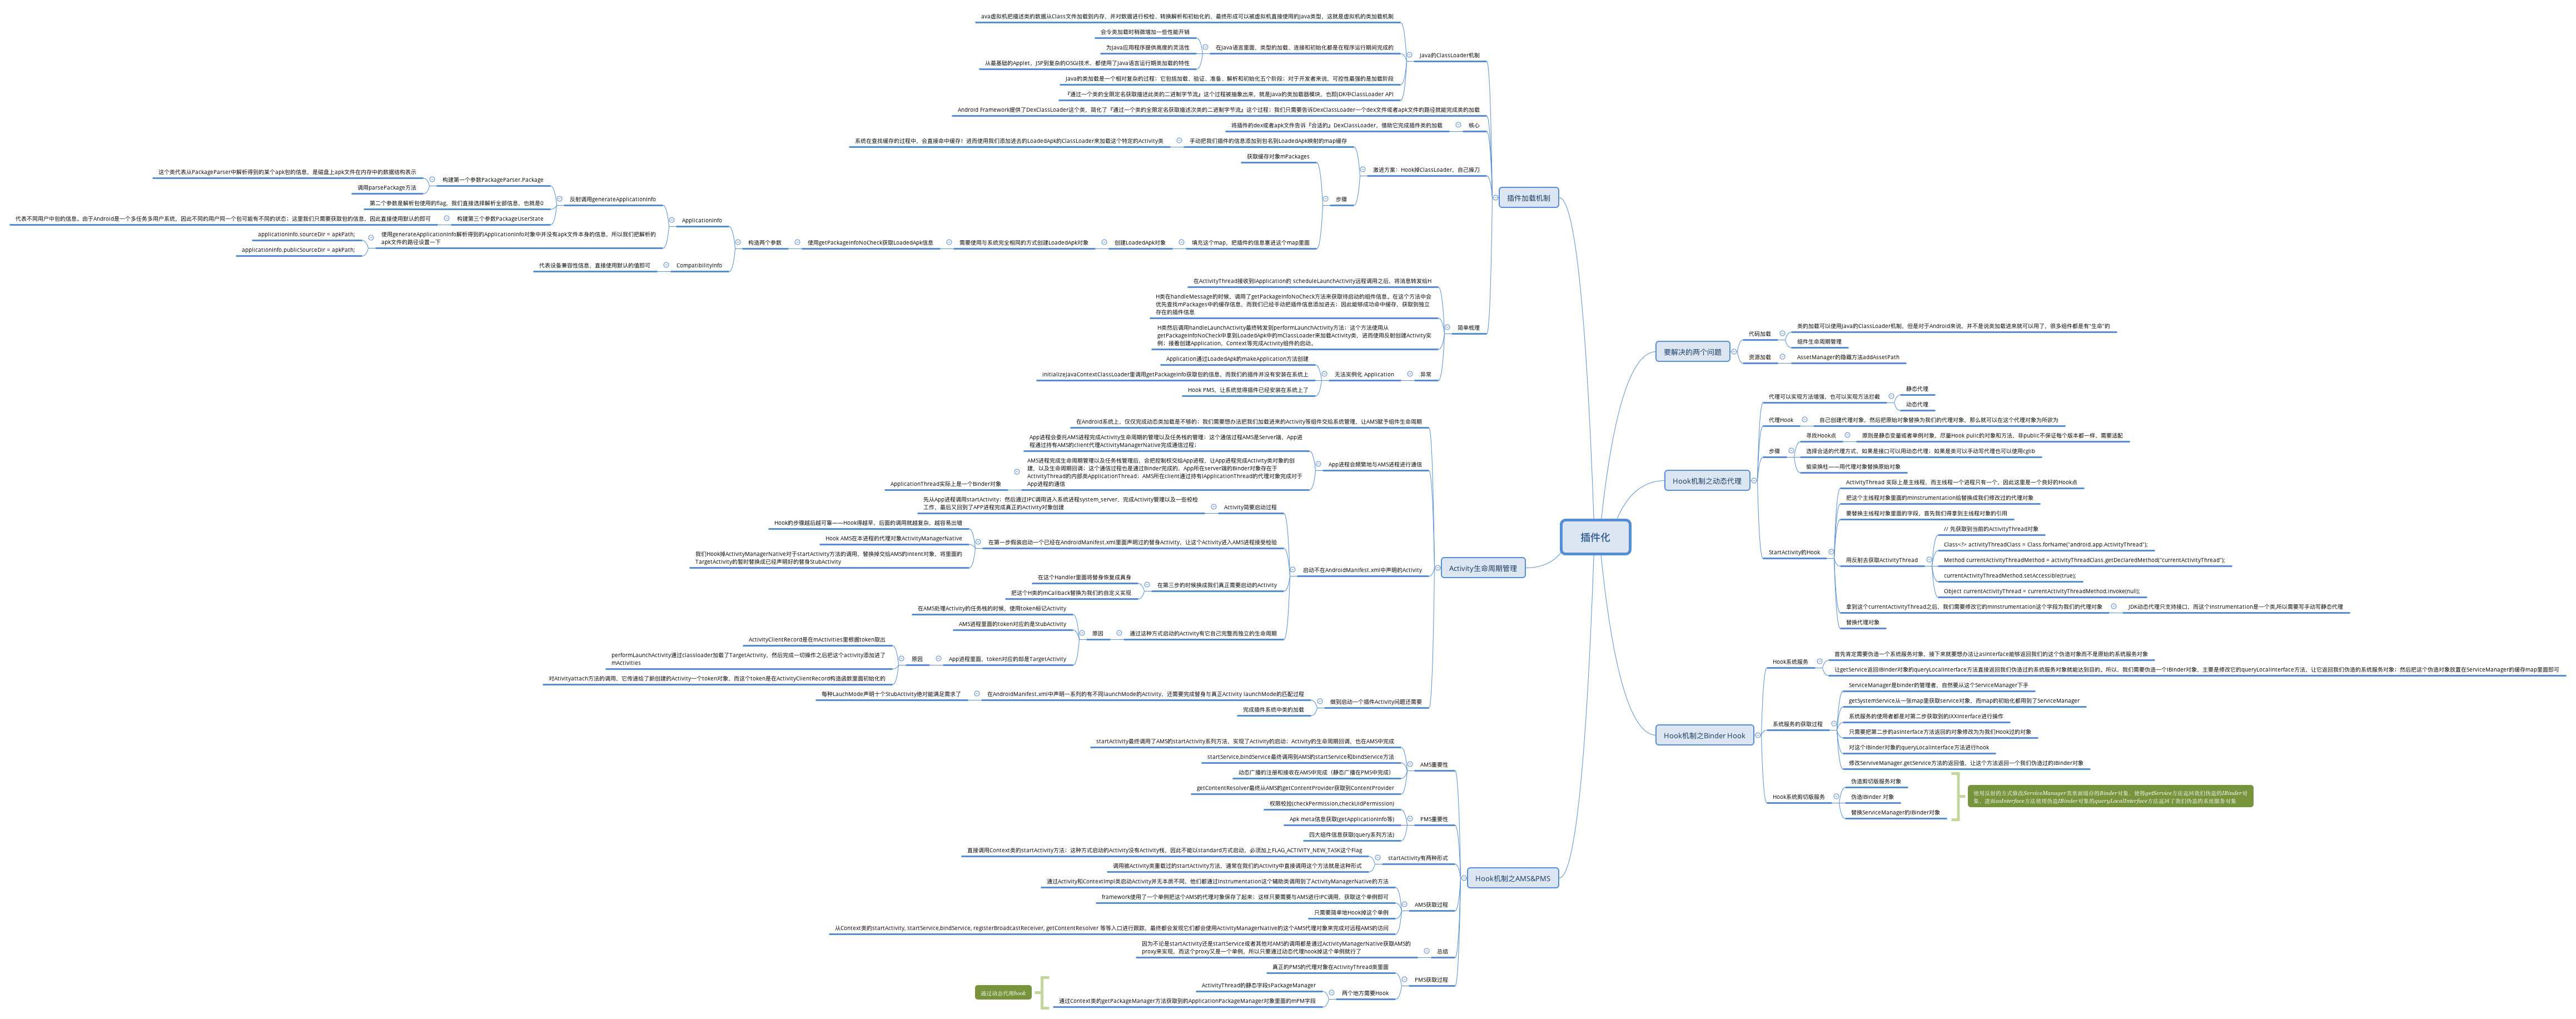 插件化
要解决的两个问题
代码加载
类的加载可以使用Java的ClassLoader机制，但是对于Android来说，并不是说类加载进来就可以用了，很多组件都是有"生命"的
组件生命周期管理
资源加载
AssetManager的隐藏方法addAssetPath
Hook机制之动态代理
代理可以实现方法增强，也可以实现方法拦截
静态代理
动态代理
代理Hook
自己创建代理对象，然后把原始对象替换为我们的代理对象，那么就可以在这个代理对象为所欲为
步骤
寻找Hook点
原则是静态变量或者单例对象，尽量Hook pulic的对象和方法，非public不保证每个版本都一样，需要适配
选择合适的代理方式，如果是接口可以用动态代理；如果是类可以手动写代理也可以使用cglib
偷梁换柱——用代理对象替换原始对象
StartActivity的Hook
ActivityThread 实际上是主线程，而主线程一个进程只有一个，因此这里是一个良好的Hook点
把这个主线程对象里面的mInstrumentation给替换成我们修改过的代理对象
要替换主线程对象里面的字段，首先我们得拿到主线程对象的引用
用反射去获取ActivityThread
// 先获取到当前的ActivityThread对象
Class<?> activityThreadClass = Class.forName("android.app.ActivityThread");
Method currentActivityThreadMethod = activityThreadClass.getDeclaredMethod("currentActivityThread");
currentActivityThreadMethod.setAccessible(true);
Object currentActivityThread = currentActivityThreadMethod.invoke(null);
拿到这个currentActivityThread之后，我们需要修改它的mInstrumentation这个字段为我们的代理对象
JDK动态代理只支持接口，而这个Instrumentation是一个类,所以需要写手动写静态代理
替换代理对象
Hook机制之Binder Hook
Hook系统服务
首先肯定需要伪造一个系统服务对象，接下来就要想办法让asInterface能够返回我们的这个伪造对象而不是原始的系统服务对象
让getService返回IBinder对象的queryLocalInterface方法直接返回我们伪造过的系统服务对象就能达到目的。所以，我们需要伪造一个IBinder对象，主要是修改它的queryLocalInterface方法，让它返回我们伪造的系统服务对象；然后把这个伪造对象放置在ServiceManager的缓存map里面即可
系统服务的获取过程
ServiceManager是binder的管理者，自然要从这个ServiceManager下手
getSystemService从一张map里获取service对象，而map的初始化都用到了ServiceManager
系统服务的使用者都是对第二步获取到的IXXInterface进行操作
只需要把第二步的asInterface方法返回的对象修改为为我们Hook过的对象
对这个IBinder对象的queryLocalInterface方法进行hook
修改ServiveManager.getService方法的返回值，让这个方法返回一个我们伪造过的IBinder对象
Hook系统剪切版服务
伪造剪切版服务对象
伪造IBinder 对象
替换ServiceManager的IBinder对象
使用反射的方式修改ServiceManager类里面缓存的Binder对象，使得getService方法返回我们伪造的IBinder对
象，进而asInterface方法使用伪造IBinder对象的queryLocalInterface方法返回了我们伪造的系统服务对象
插件加载机制
Java的ClassLoader机制
ava虚拟机把描述类的数据从Class文件加载到内存，并对数据进行校检、转换解析和初始化的，最终形成可以被虚拟机直接使用的Java类型，这就是虚拟机的类加载机制
在Java语言里面，类型的加载、连接和初始化都是在程序运行期间完成的
会令类加载时稍微增加一些性能开销
为Java应用程序提供高度的灵活性
从最基础的Applet，JSP到复杂的OSGi技术，都使用了Java语言运行期类加载的特性
Java的类加载是一个相对复杂的过程；它包括加载、验证、准备、解析和初始化五个阶段；对于开发者来说，可控性最强的是加载阶段
『通过一个类的全限定名获取描述此类的二进制字节流』这个过程被抽象出来，就是Java的类加载器模块，也即JDK中ClassLoader API
Android Framework提供了DexClassLoader这个类，简化了『通过一个类的全限定名获取描述次类的二进制字节流』这个过程；我们只需要告诉DexClassLoader一个dex文件或者apk文件的路径就能完成类的加载
核心
将插件的dex或者apk文件告诉『合适的』DexClassLoader，借助它完成插件类的加载
激进方案：Hook掉ClassLoader，自己操刀
手动把我们插件的信息添加到包名到LoadedApk映射的map缓存
系统在查找缓存的过程中，会直接命中缓存！进而使用我们添加进去的LoadedApk的ClassLoader来加载这个特定的Activity类
步骤
获取缓存对象mPackages
填充这个map，把插件的信息塞进这个map里面
创建LoadedApk对象
需要使用与系统完全相同的方式创建LoadedApk对象
使用getPackageInfoNoCheck获取LoadedApk信息
构造两个参数
ApplicationInfo
反射调用generateApplicationInfo
构建第一个参数PackageParser.Package
这个类代表从PackageParser中解析得到的某个apk包的信息，是磁盘上apk文件在内存中的数据结构表示
调用parsePackage方法
第二个参数是解析包使用的flag，我们直接选择解析全部信息，也就是0
构建第三个参数PackageUserState
代表不同用户中包的信息。由于Android是一个多任务多用户系统，因此不同的用户同一个包可能有不同的状态；这里我们只需要获取包的信息，因此直接使用默认的即可
使用generateApplicationInfo解析得到的ApplicationInfo对象中并没有apk文件本身的信息，所以我们把解析的
apk文件的路径设置一下
applicationInfo.sourceDir = apkPath;
applicationInfo.publicSourceDir = apkPath;
CompatibilityInfo
代表设备兼容性信息，直接使用默认的值即可
简单梳理
在ActivityThread接收到IApplication的 scheduleLaunchActivity远程调用之后，将消息转发给H
H类在handleMessage的时候，调用了getPackageInfoNoCheck方法来获取待启动的组件信息。在这个方法中会
优先查找mPackages中的缓存信息，而我们已经手动把插件信息添加进去；因此能够成功命中缓存，获取到独立
存在的插件信息
H类然后调用handleLaunchActivity最终转发到performLaunchActivity方法；这个方法使用从
getPackageInfoNoCheck中拿到LoadedApk中的mClassLoader来加载Activity类，进而使用反射创建Activity实
例；接着创建Application，Context等完成Activity组件的启动。
异常
无法实例化 Application
Application通过LoadedApk的makeApplication方法创建
initializeJavaContextClassLoader里调用getPackageInfo获取包的信息，而我们的插件并没有安装在系统上
Hook PMS，让系统觉得插件已经安装在系统上了
Activity生命周期管理
在Android系统上，仅仅完成动态类加载是不够的；我们需要想办法把我们加载进来的Activity等组件交给系统管理，让AMS赋予组件生命周期
App进程会频繁地与AMS进程进行通信
App进程会委托AMS进程完成Activity生命周期的管理以及任务栈的管理；这个通信过程AMS是Server端，App进
程通过持有AMS的client代理ActivityManagerNative完成通信过程；
AMS进程完成生命周期管理以及任务栈管理后，会把控制权交给App进程，让App进程完成Activity类对象的创
建，以及生命周期回调；这个通信过程也是通过Binder完成的，App所在server端的Binder对象存在于
ActivityThread的内部类ApplicationThread；AMS所在client通过持有IApplicationThread的代理对象完成对于
App进程的通信
ApplicationThread实际上是一个Binder对象
启动不在AndroidManifest.xml中声明的Activity
Activity简要启动过程
先从App进程调用startActivity；然后通过IPC调用进入系统进程system_server，完成Activity管理以及一些校检
工作，最后又回到了APP进程完成真正的Activity对象创建
在第一步假装启动一个已经在AndroidManifest.xml里面声明过的替身Activity，让这个Activity进入AMS进程接受检验
Hook的步骤越后越可靠——Hook得越早，后面的调用就越复杂，越容易出错
Hook AMS在本进程的代理对象ActivityManagerNative
我们Hook掉ActivityManagerNative对于startActivity方法的调用，替换掉交给AMS的intent对象，将里面的
TargetActivity的暂时替换成已经声明好的替身StubActivity
在第三步的时候换成我们真正需要启动的Activity
在这个Handler里面将替身恢复成真身
把这个H类的mCallback替换为我们的自定义实现
通过这种方式启动的Activity有它自己完整而独立的生命周期
原因
在AMS处理Activity的任务栈的时候，使用token标记Activity
AMS进程里面的token对应的是StubActivity
App进程里面，token对应的却是TargetActivity
原因
ActivityClientRecord是在mActivities里根据token取出
performLaunchActivity通过classloader加载了TargetActivity，然后完成一切操作之后把这个activity添加进了
mActivities
对Ativityattach方法的调用，它传递给了新创建的Activity一个token对象，而这个token是在ActivityClientRecord构造函数里面初始化的
做到启动一个插件Activity问题还需要
在AndroidManifest.xml中声明一系列的有不同launchMode的Activity，还需要完成替身与真正Activity launchMode的匹配过程
每种LauchMode声明十个StubActivity绝对能满足需求了
完成插件系统中类的加载
Hook机制之AMS&PMS
AMS重要性
startActivity最终调用了AMS的startActivity系列方法，实现了Activity的启动；Activity的生命周期回调，也在AMS中完成
startService,bindService最终调用到AMS的startService和bindService方法
动态广播的注册和接收在AMS中完成（静态广播在PMS中完成）
getContentResolver最终从AMS的getContentProvider获取到ContentProvider
PMS重要性
权限校验(checkPermission,checkUidPermission)
Apk meta信息获取(getApplicationInfo等)
四大组件信息获取(query系列方法)
startActivity有两种形式
直接调用Context类的startActivity方法；这种方式启动的Activity没有Activity栈，因此不能以standard方式启动，必须加上FLAG_ACTIVITY_NEW_TASK这个Flag
调用被Activity类重载过的startActivity方法，通常在我们的Activity中直接调用这个方法就是这种形式
AMS获取过程
通过Activity和ContextImpl类启动Activity并无本质不同，他们都通过Instrumentation这个辅助类调用到了ActivityManagerNative的方法
framework使用了一个单例把这个AMS的代理对象保存了起来；这样只要需要与AMS进行IPC调用，获取这个单例即可
只需要简单地Hook掉这个单例
从Context类的startActivity, startService,bindService, registerBroadcastReceiver, getContentResolver 等等入口进行跟踪，最终都会发现它们都会使用ActivityManagerNative的这个AMS代理对象来完成对远程AMS的访问
总结
因为不论是startActivity还是startService或者其他对AMS的调用都是通过ActivityManagerNative获取AMS的
proxy来实现，而这个proxy又是一个单例，所以只要通过动态代理hook掉这个单例就行了
PMS获取过程
真正的PMS的代理对象在ActivityThread类里面
两个地方需要Hook
ActivityThread的静态字段sPackageManager
通过Context类的getPackageManager方法获取到的ApplicationPackageManager对象里面的mPM字段
通过动态代理hook